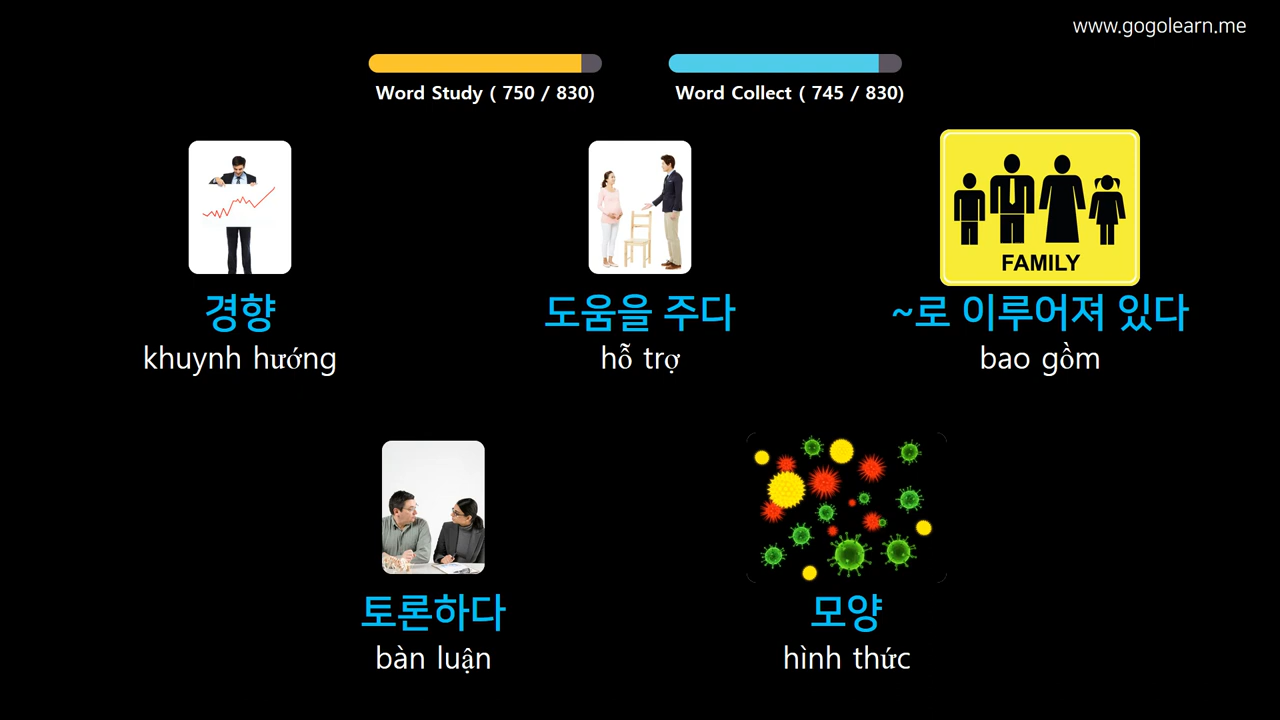 www.gogolearn.me
Word Study ( 750 / 830)
Word Collect ( 745 / 830)
FAMILY
경향
도움을 주다
~로 이루어져 있다
khuynh hướng
hỗ trợ
bao gồm
토론하다
모양
bàn luận
hình thức